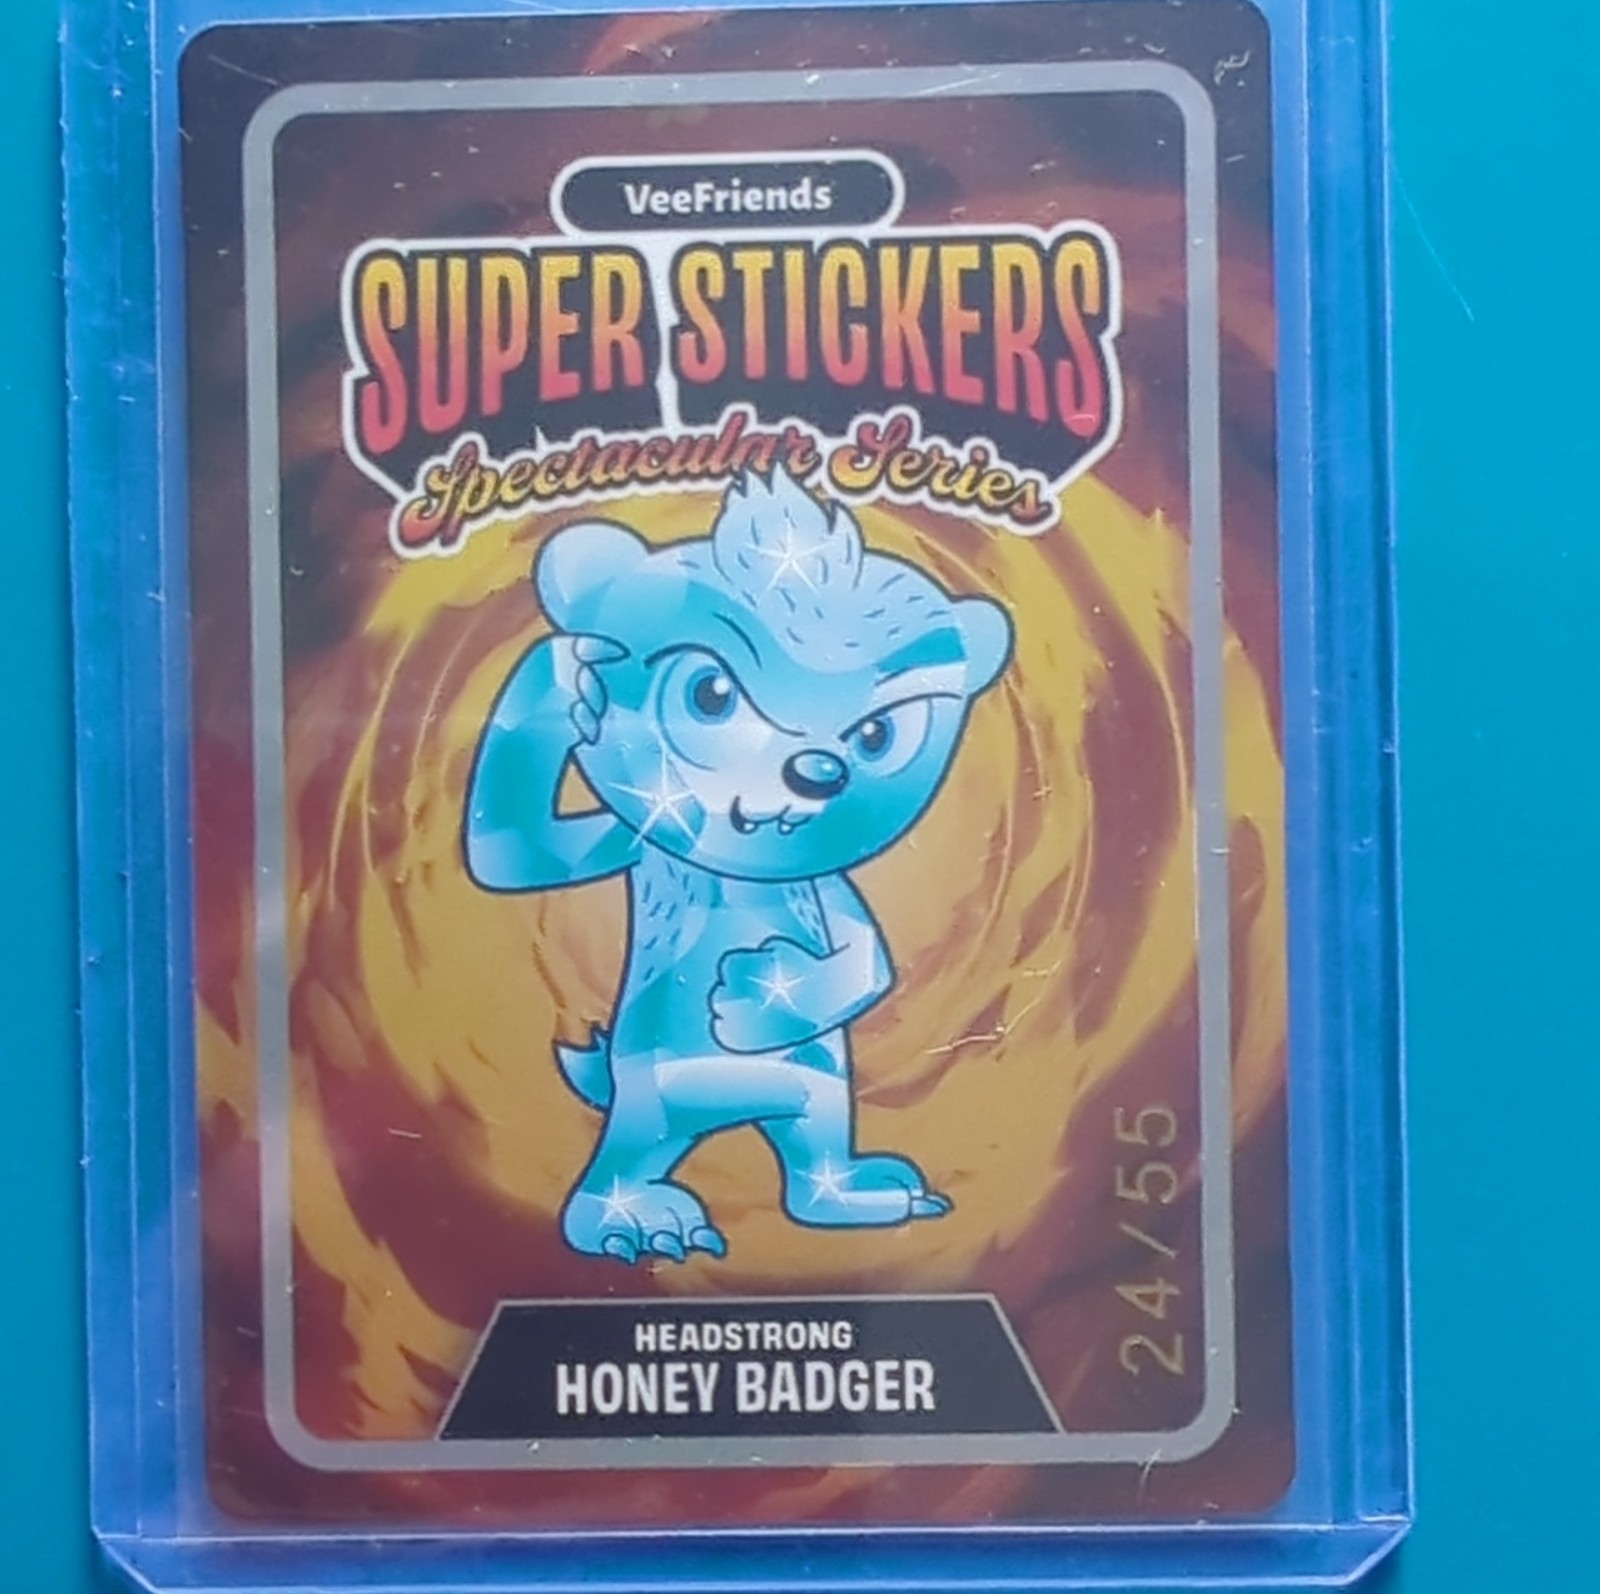 VeeFriends
SUPER STICKERS
Spectacular Series
HEADSTRONG
HONEY BADGER
24/55